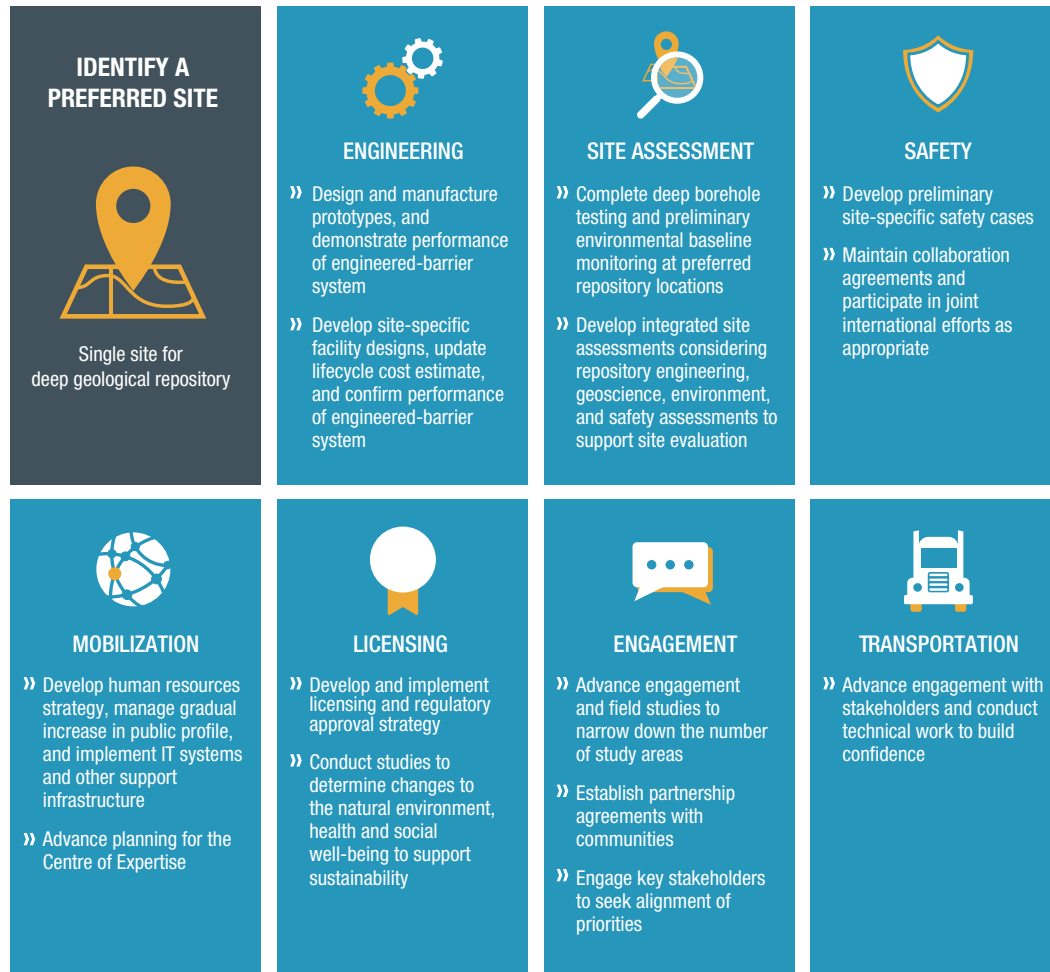 IDENTIFY A
PREFERRED SITE
Single site for
deep geological repository
ENGINEERING
» Design and manufacture
prototypes, and
demonstrate performance
of engineered-barrier
system
» Develop site-specific
facility designs, update
lifecycle cost estimate,
and confirm performance
of engineered-barrier
system
SITE ASSESSMENT
» Complete deep borehole
testing and preliminary
environmental baseline
monitoring at preferred
repository locations
» Develop integrated site
assessments considering
repository engineering,
geoscience, environment,
and safety assessments to
support site evaluation
SAFETY
» Develop preliminary
site-specific safety cases
» Maintain collaboration
agreements and
participate in joint
international efforts as
appropriate
MOBILIZATION
» Develop human resources
strategy, manage gradual
increase in public profile,
and implement IT systems
and other support
infrastructure
» Advance planning for the
Centre of Expertise
LICENSING
» Develop and implement
licensing and regulatory
approval strategy
» Conduct studies to
determine changes to
the natural environment,
health and social
well-being to support
sustainability
ENGAGEMENT
» Advance engagement
and field studies to
narrow down the number
of study areas
» Establish partnership
agreements with
communities
» Engage key stakeholders
to seek alignment of
priorities
TRANSPORTATION
» Advance engagement with
stakeholders and conduct
technical work to build
confidence